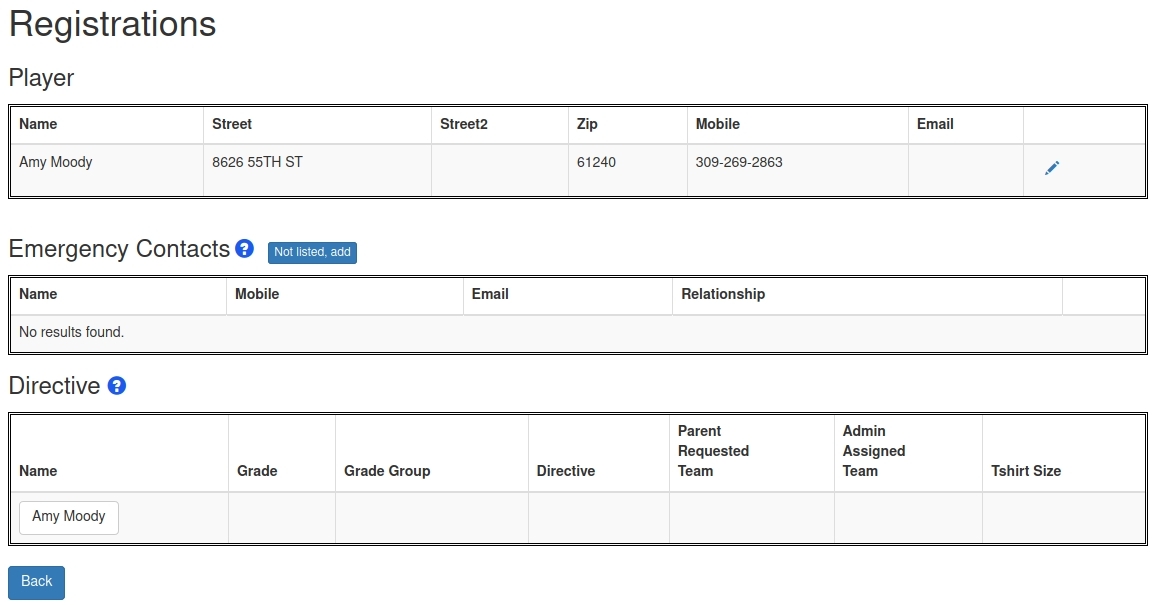 Registrations
Player
Name Street Street2 Zip Mobile Email
Amy Moody 8626 55TH ST 61240 309-269-2863
Emergency Contacts ? Not listed, add
Name Mobile Email Relationship
No results found.
Directive ?
Name Grade Grade Group Directive Parent Requested Team Admin Assigned Team Tshirt Size
Amy Moody
Back